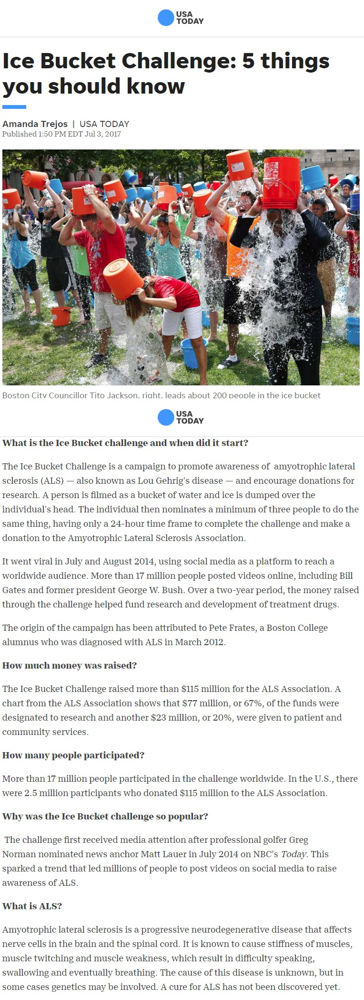 USA
TODAY
Ice Bucket Challenge: 5 things
you should know
Amanda Trejos | USA TODAY
Published 1:50 PM EDT Jul 3, 2017
Boston City Councillor Tito Jackson, right, leads about 200 people in the ice bucket
USA
TODAY
What is the Ice Bucket challenge and when did it start?
The Ice Bucket Challenge is a campaign to promote awareness of  amyotrophic lateral
sclerosis (ALS) — also known as Lou Gehrig's disease — and encourage donations for
research. A person is filmed as a bucket of water and ice is dumped over the
individual's head. The individual then nominates a minimum of three people to do the
same thing, having only a 24-hour time frame to complete the challenge and make a
donation to the Amyotrophic Lateral Sclerosis Association.
It went viral in July and August 2014, using social media as a platform to reach a
worldwide audience. More than 17 million people posted videos online, including Bill
Gates and former president George W. Bush. Over a two-year period, the money raised
through the challenge helped fund research and development of treatment drugs.
The origin of the campaign has been attributed to Pete Frates, a Boston College
alumnus who was diagnosed with ALS in March 2012.
How much money was raised?
The Ice Bucket Challenge raised more than $115 million for the ALS Association. A
chart from the ALS Association shows that $77 million, or 67%, of the funds were
designated to research and another $23 million, or 20%, were given to patient and
community services.
How many people participated?
More than 17 million people participated in the challenge worldwide. In the U.S., there
were 2.5 million participants who donated $115 million to the ALS Association.
Why was the Ice Bucket challenge so popular?
The challenge first received media attention after professional golfer Greg
Norman nominated news anchor Matt Lauer in July 2014 on NBC’s Today. This
sparked a trend that led millions of people to post videos on social media to raise
awareness of ALS.
What is ALS?
Amyotrophic lateral sclerosis is a progressive neurodegenerative disease that affects
nerve cells in the brain and the spinal cord. It is known to cause stiffness of muscles,
muscle twitching and muscle weakness, which result in difficulty speaking,
swallowing and eventually breathing. The cause of this disease is unknown, but in
some cases genetics may be involved. A cure for ALS has not been discovered yet.